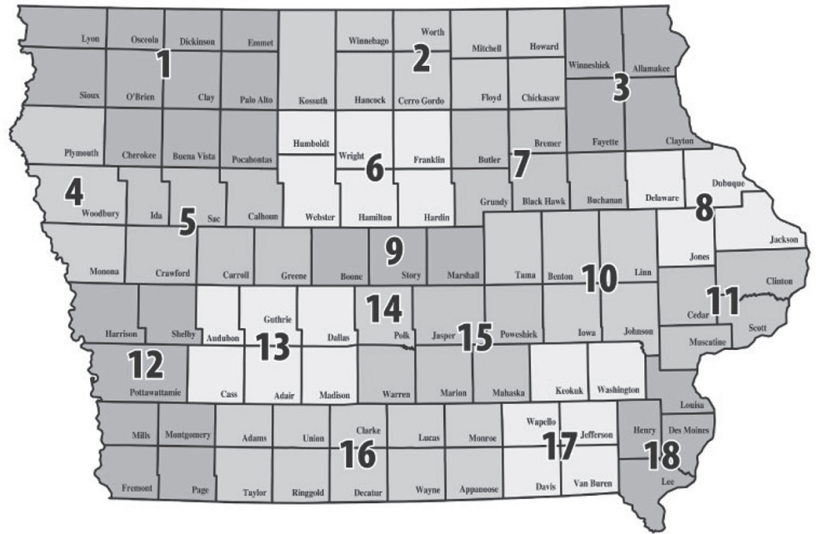 Lyon Osceola Dickinson Emmet Winnebago Worth Mitchell Howard Winneshiek Allamakee
1 2 3
Sioux O'Brien Clay Palo Alto Kossuth Hancock Cerro Gordo Floyd Chickasaw Fayette Clayton
Plymouth Cherokee Buena Vista Pocahontas Humboldt Wright Franklin Butler Bremer
4 5 6 7 8
Woodbury Ida Sac Calhoun Webster Hamilton Hardin Grundy Black Hawk Buchanan Delaware Dubuque
Monona Crawford Carroll Greene Boone Story Marshall Tama Benton Linn Jones Jackson
9 10 11
Harrison Shelby Audubon Guthrie Dallas Polk Jasper Poweshiek Iowa Johnson Cedar Clinton
12 13 14 15
Scott
Muscatine
Pottawattamie Cass Adair Madison Warren Marion Mahaska Keokuk Washington Louisa
Mills Montgomery Adams Union Clarke Lucas Monroe Wapello Jefferson Henry Des Moines
16 17 18
Fremont Page Taylor Ringgold Decatur Wayne Appanoose Davis Van Buren Lee